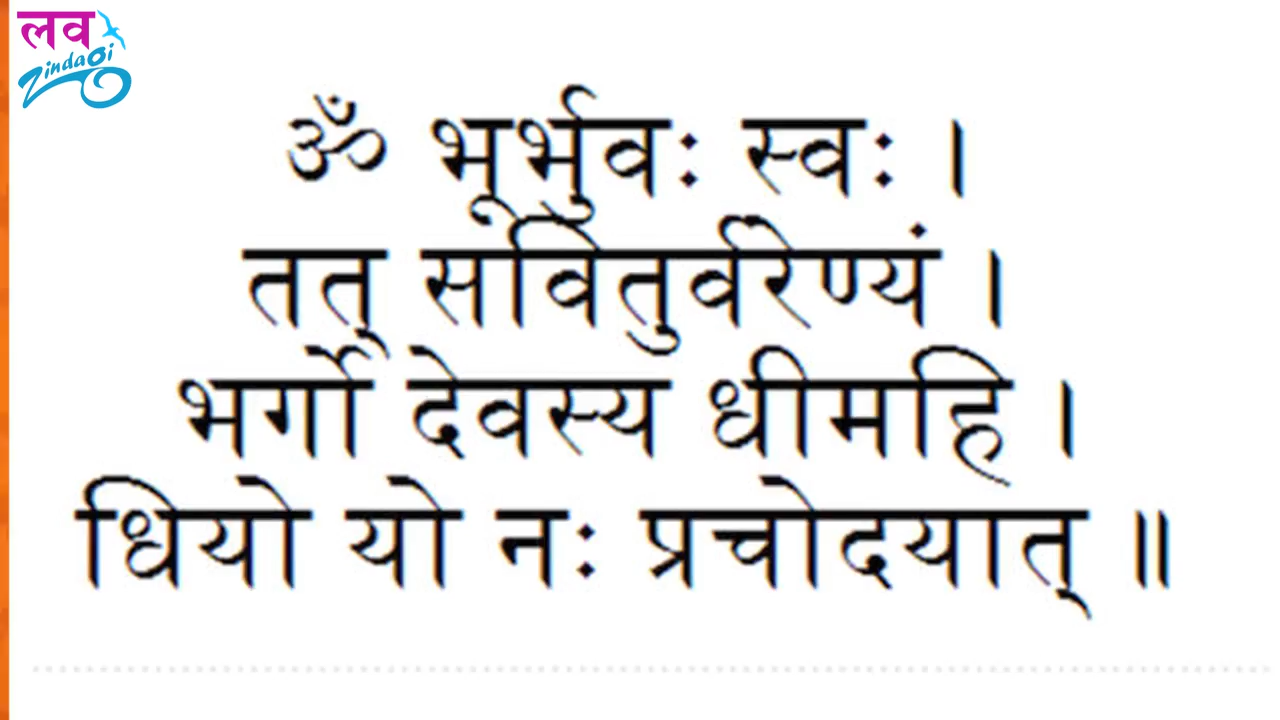 लव
Zindagi
ॐ भूर्भुवः स्वः ।
तत् सवितुर्वरेण्यं ।
भर्गो देवस्य धीमहि ।
धियो यो नः प्रचोदयात् ॥